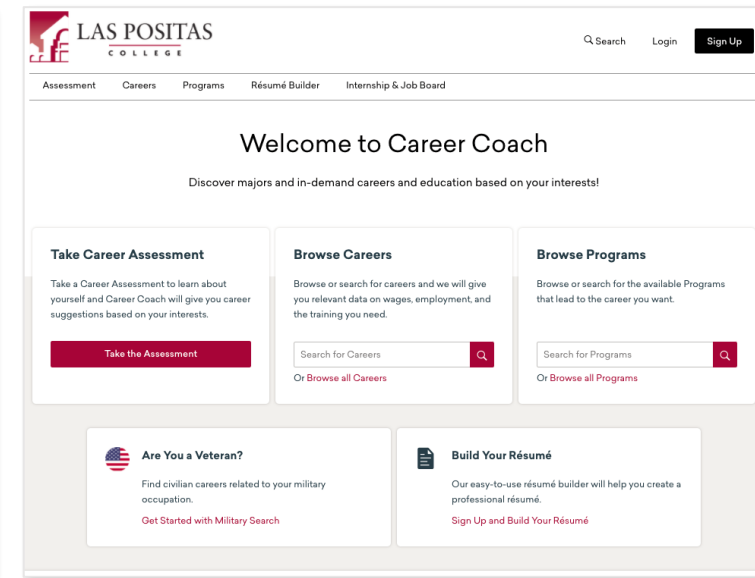 LAS POSITAS
COLLEGE
Search Login Sign Up
Assessment Careers Programs Résumé Builder Internship & Job Board
Welcome to Career Coach
Discover majors and in-demand careers and education based on your interests!
Take Career Assessment
Take a Career Assessment to learn about
yourself and Career Coach will give you career
suggestions based on your interests.
Take the Assessment
Browse Careers
Browse or search for careers and we will give
you relevant data on wages, employment, and
the training you need.
Search for Careers
Or Browse all Careers
Browse Programs
Browse or search for the available Programs
that lead to the career you want.
Search for Programs
Or Browse all Programs
Are You a Veteran?
Find civilian careers related to your military
occupation.
Get Started with Military Search
Build Your Résumé
Our easy-to-use résumé builder will help you create a
professional résumé.
Sign Up and Build Your Résumé